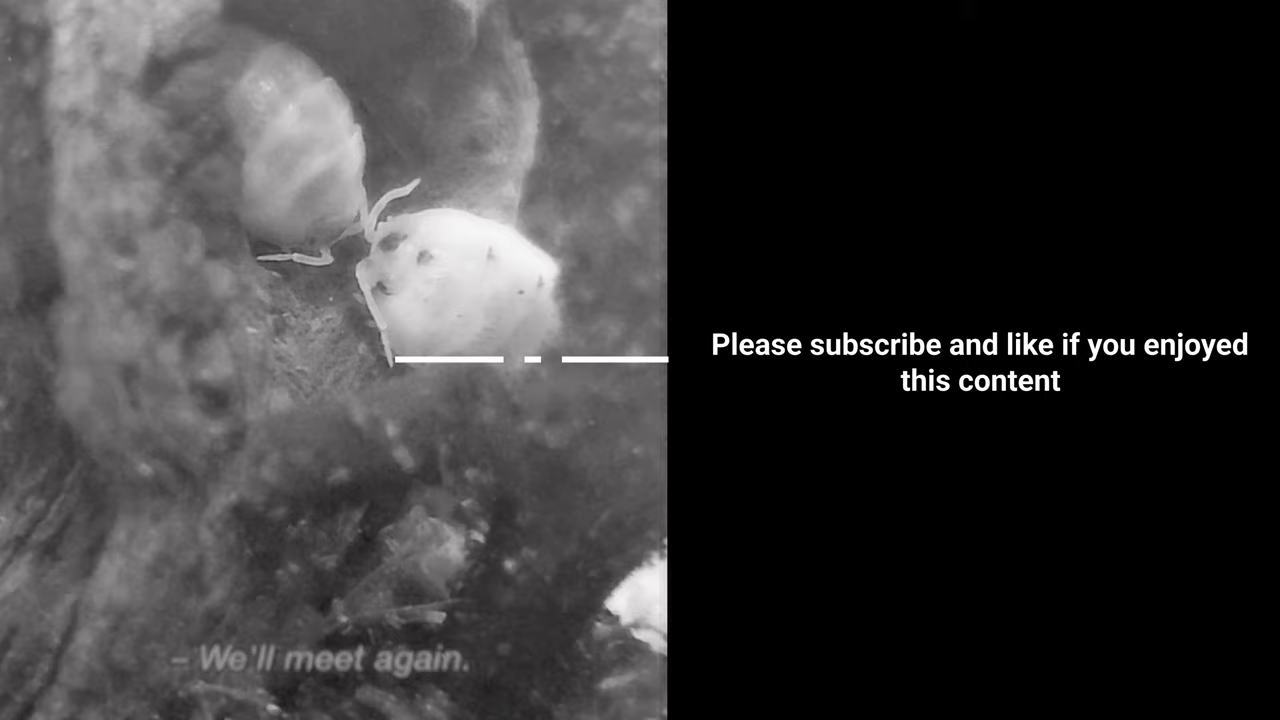 Please subscribe and like if you enjoyed
this content
– We'll meet again.